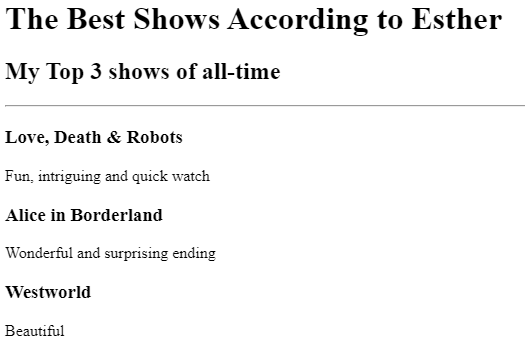 The Best Shows According to Esther
My Top 3 shows of all-time
Love, Death & Robots
Fun, intriguing and quick watch
Alice in Borderland
Wonderful and surprising ending
Westworld
Beautiful